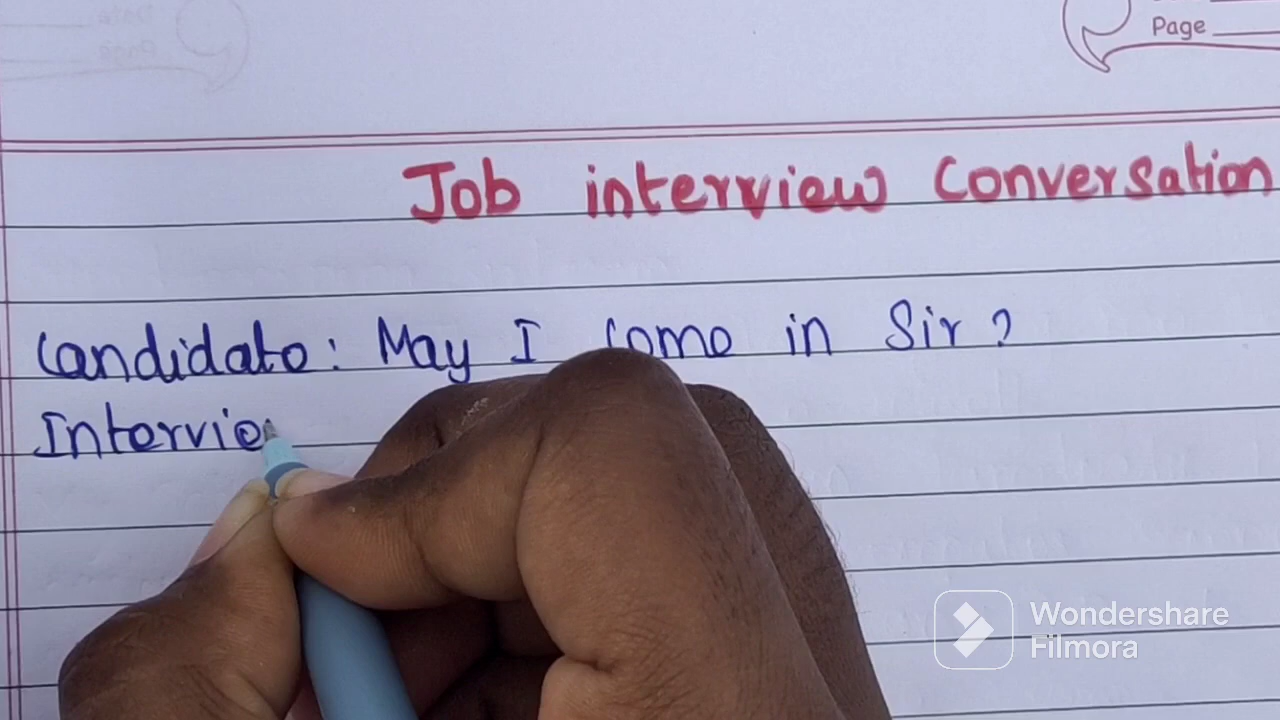 Page
Job interview Conversation
Candidate: May I Come in Sir?
Intervie
Wondershare
Filmora